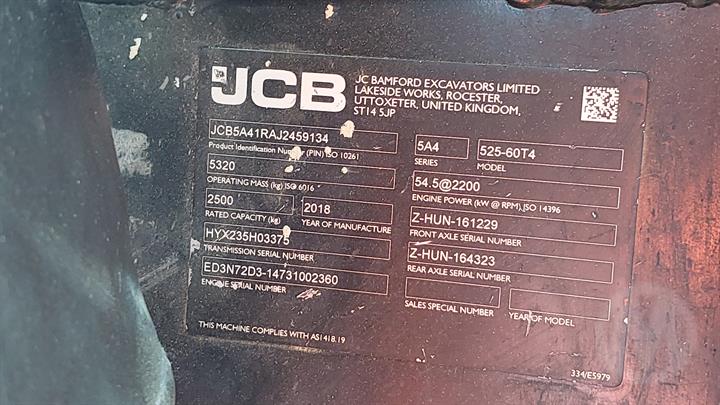 JCB
JC BAMFORD EXCAVATORS LIMITED
LAKESIDE WORKS, ROCESTER,
UTTOXETER, UNITED KINGDOM,
ST14 5JP
JCB5A41RAJ2459134
Product Identification Number (PIN) ISO 10261
5A4
SERIES
525-60T4
MODEL
5320
OPERATING MASS (kg) ISO 6016
54.5@2200
ENGINE POWER (kW @ RPM) ISO 14396
2500
RATED CAPACITY (kg)
2018
YEAR OF MANUFACTURE
Z-HUN-161229
FRONT AXLE SERIAL NUMBER
HYX235H03375
TRANSMISSION SERIAL NUMBER
Z-HUN-164323
REAR AXLE SERIAL NUMBER
ED3N72D3-14731002360
ENGINE SERIAL NUMBER
SALES SPECIAL NUMBER
YEAR OF MODEL
THIS MACHINE COMPLIES WITH AS1418.19
334/E5979